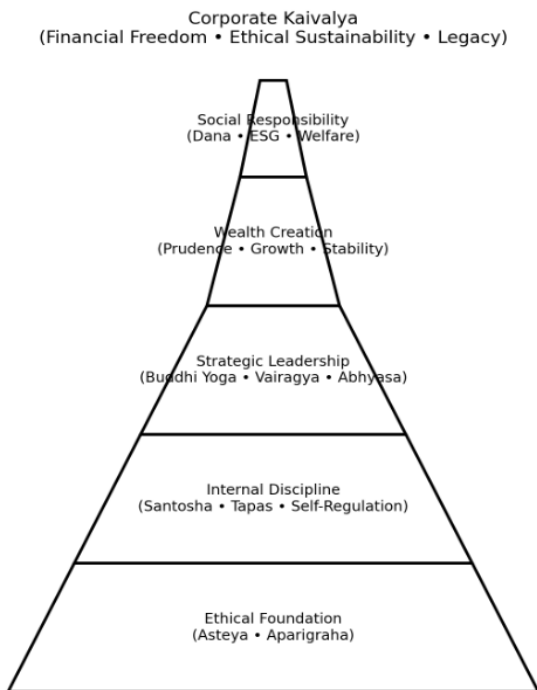 Corporate Kaivalya
(Financial Freedom • Ethical Sustainability • Legacy)
Social Responsibility
(Dana • ESG • Welfare)
Wealth Creation
(Prudence • Growth • Stability)
Strategic Leadership
(Buddhi Yoga • Vairagya • Abhyasa)
Internal Discipline
(Santosha • Tapas • Self-Regulation)
Ethical Foundation
(Asteya • Aparigraha)